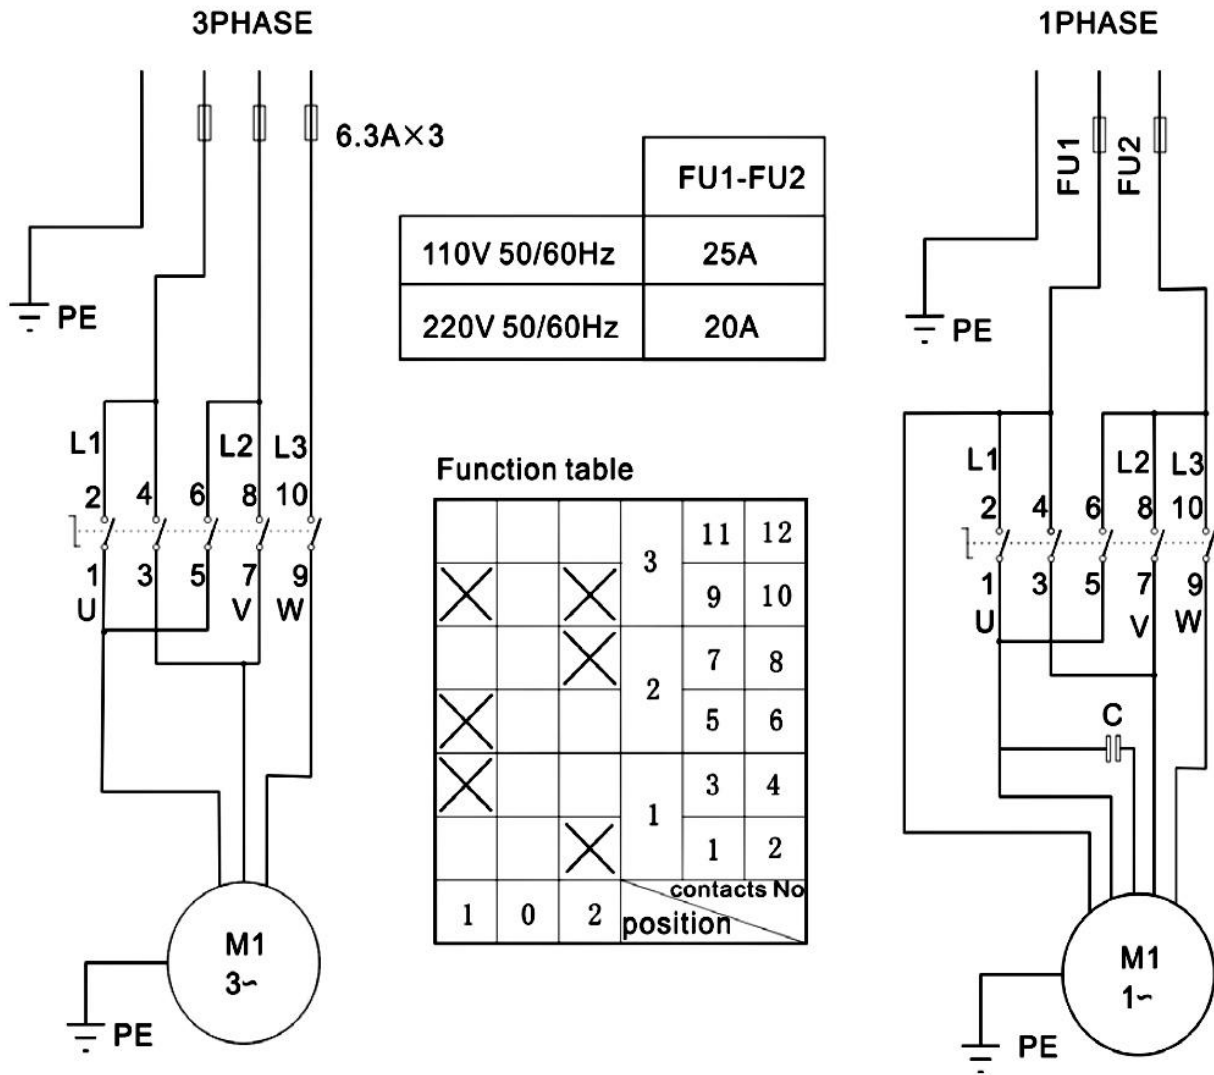 3PHASE
1PHASE
6.3A×3
FU1
FU2
FU1-FU2
110V 50/60Hz 25A
220V 50/60Hz 20A
PE
PE
L1 L2 L3
2 4 6 8 10
1 3 5 7 9
U V W
M1
3~
PE
Function table
3 11 12
9 10
2 7 8
5 6
1 3 4
1 2
contacts No
1 0 2 position
L1 L2 L3
2 4 6 8 10
1 3 5 7 9
U V W
C
M1
1~
PE